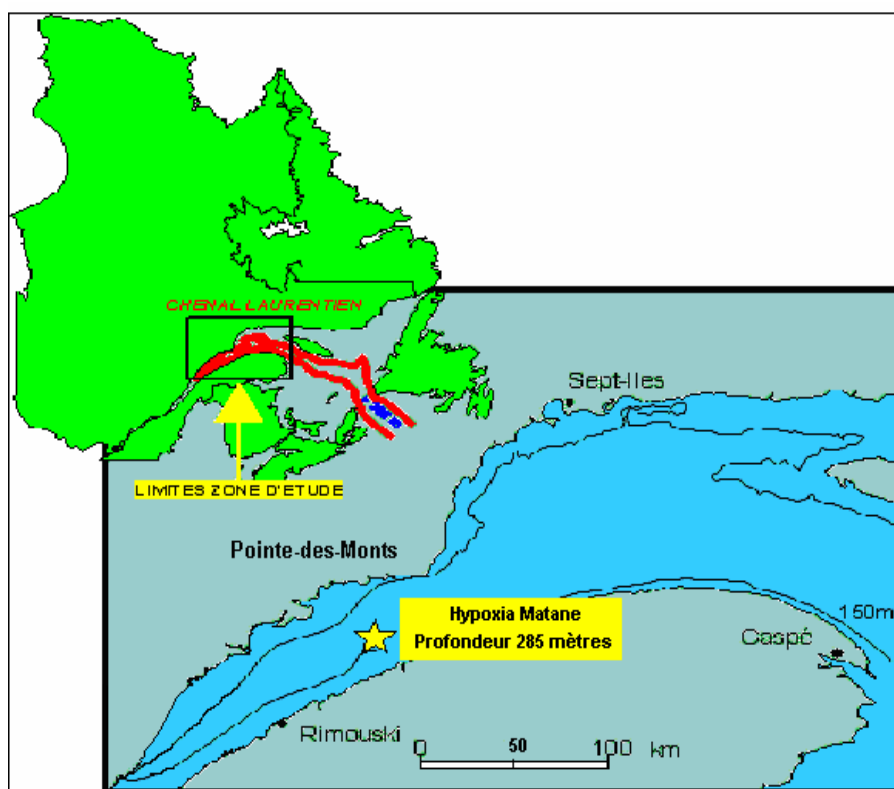 CHENAL LAURENTIEN
LIMITES ZONE D'ETUDE
Sept-Iles
Pointe-des-Monts
Hypoxia Matane
Profondeur 285 mètres
150m
Gaspé
Rimouski
0 50 100 km